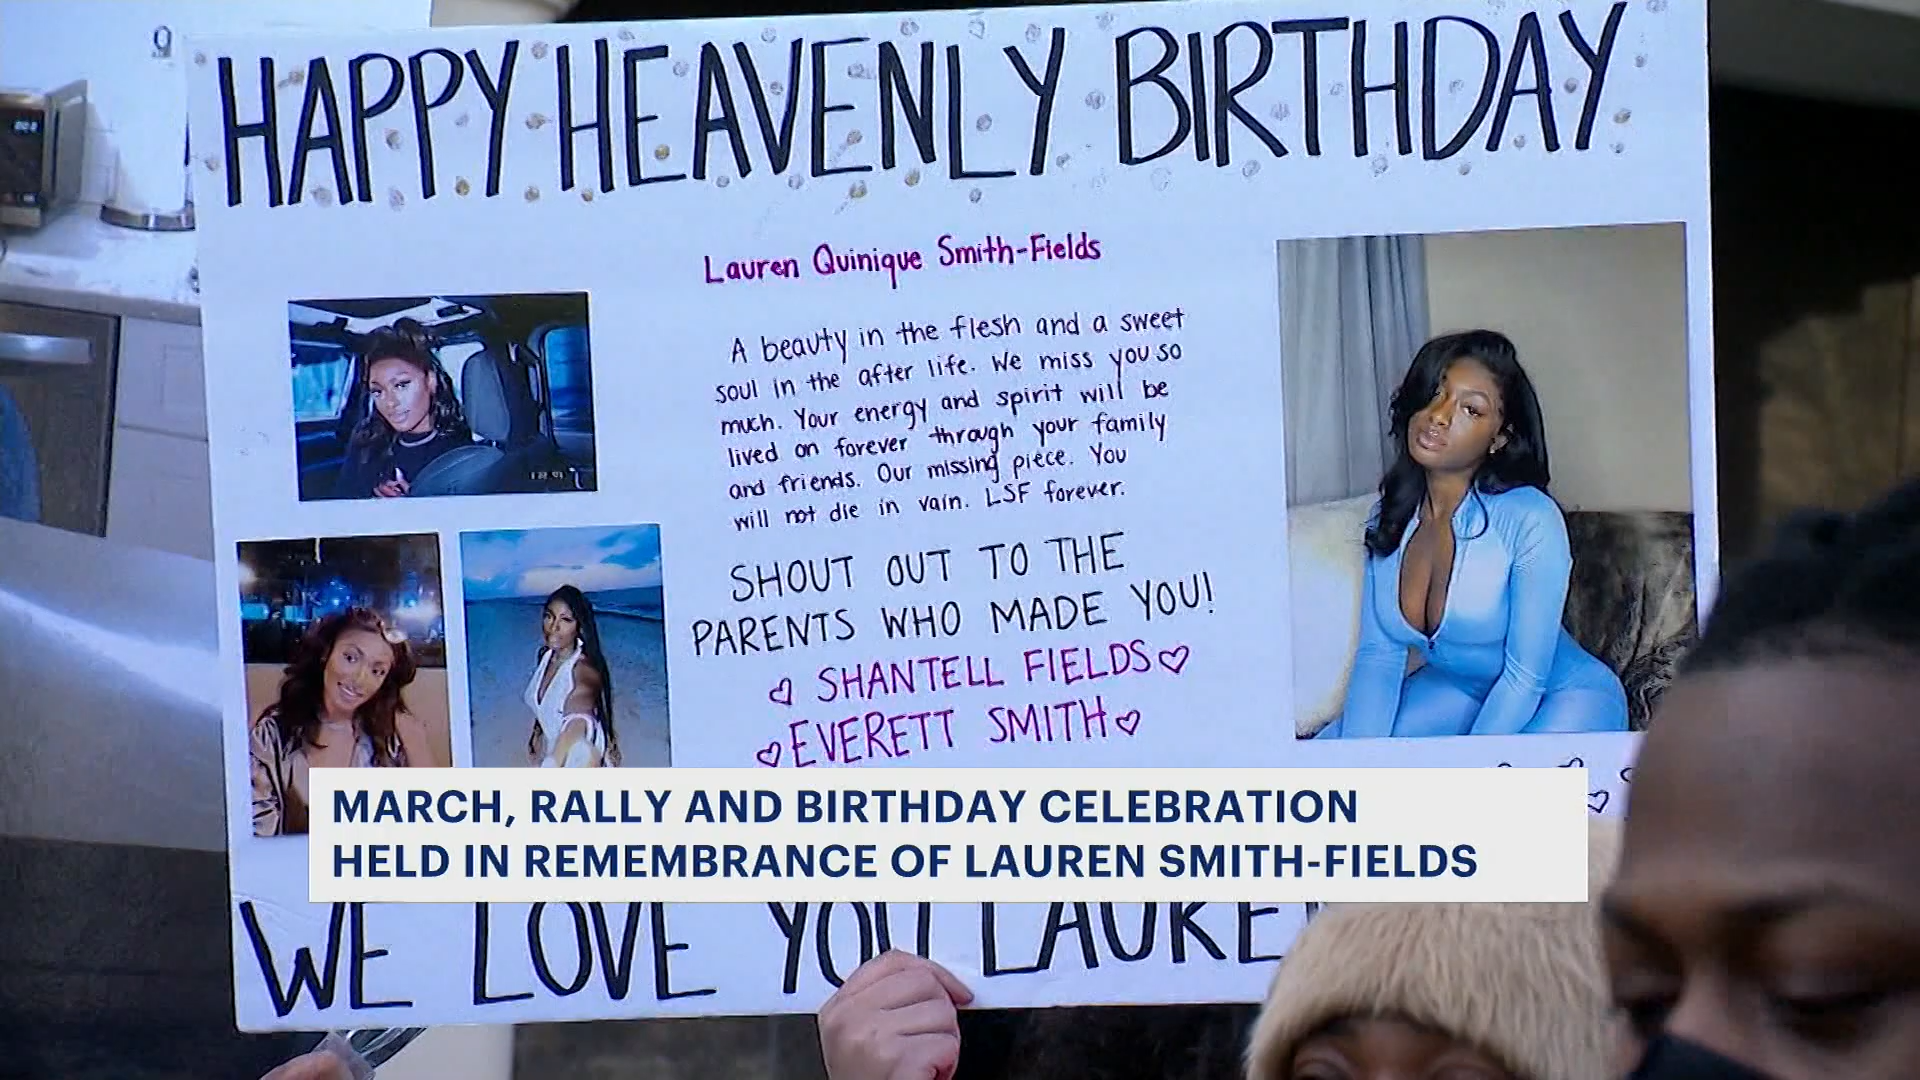 HAPPY HEAVENLY BIRTHDAY
Lauren Quinique Smith-Fields
A beauty in the flesh and a sweet
soul in the after life. We miss you so
much. Your energy and spirit will be
lived on forever through your family
and friends. Our missing piece. You
will not die in vain. LSF forever.
SHOUT OUT TO THE
PARENTS WHO MADE YOU!
♡ SHANTELL FIELDS♡
♡EVERETT SMITH♡
MARCH, RALLY AND BIRTHDAY CELEBRATION
HELD IN REMEMBRANCE OF LAUREN SMITH-FIELDS
WE LOVE YOU LAUREN